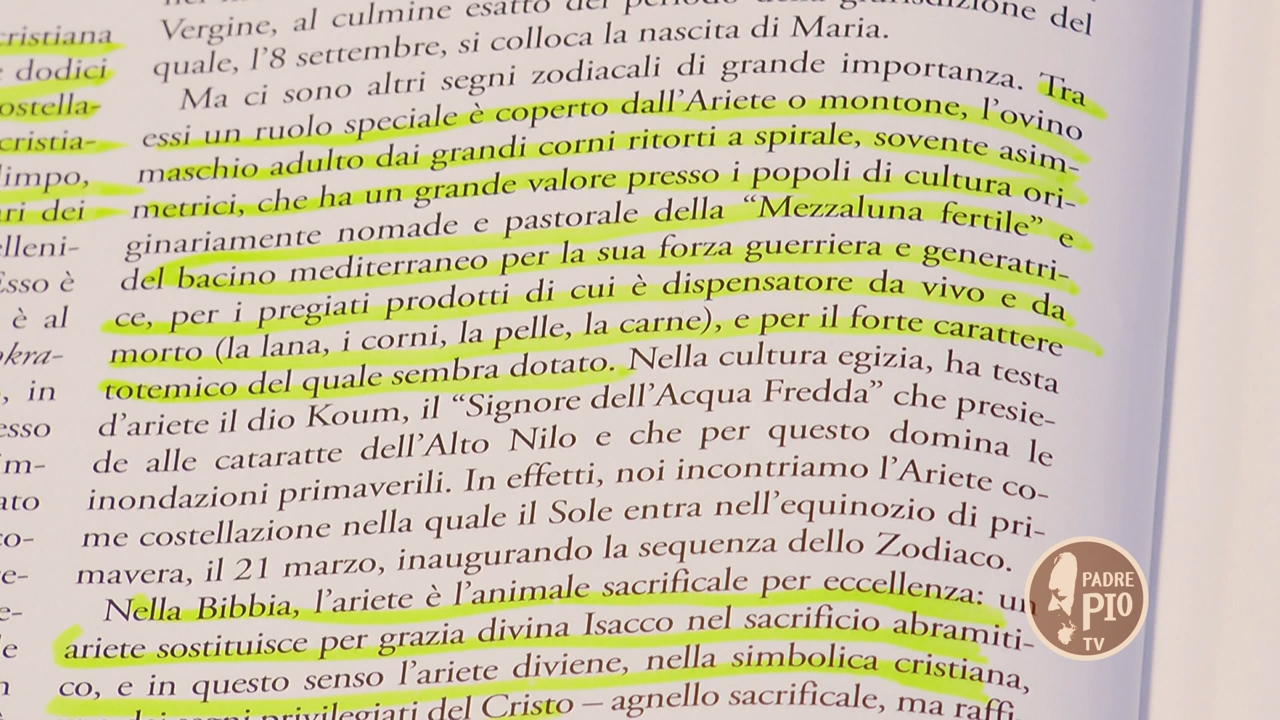 cristiana
dodici
ostella-
cristia-
limpo,
ri dei
elleni-
esso è
è al
okra-
, in
esso
m-
ato
co-
re-
e-
le
Vergine, al culmine esatto del periodo della giurisdizione del
quale, l’8 settembre, si colloca la nascita di Maria.
Ma ci sono altri segni zodiacali di grande importanza. Tra
essi un ruolo speciale è coperto dall’Ariete o montone, l’ovino
maschio adulto dai grandi corni ritorti a spirale, sovente asim-
metrici, che ha un grande valore presso i popoli di cultura ori-
ginariamente nomade e pastorale della “Mezzaluna fertile” e
del bacino mediterraneo per la sua forza guerriera e generatri-
ce, per i pregiati prodotti di cui è dispensatore da vivo e da
morto (la lana, i corni, la pelle, la carne), e per il forte carattere
totemico del quale sembra dotato. Nella cultura egizia, ha testa
d’ariete il dio Koum, il “Signore dell’Acqua Fredda” che presie-
de alle cataratte dell’Alto Nilo e che per questo domina le
inondazioni primaverili. In effetti, noi incontriamo l’Ariete co-
me costellazione nella quale il Sole entra nell’equinozio di pri-
mavera, il 21 marzo, inaugurando la sequenza dello Zodiaco.
Nella Bibbia, l’ariete è l’animale sacrificale per eccellenza: un
ariete sostituisce per grazia divina Isacco nel sacrificio abramiti-
co, e in questo senso l’ariete diviene, nella simbolica cristiana,
uno dei segni privilegiati del Cristo – agnello sacrificale, ma raffi
PADRE
PIO
TV